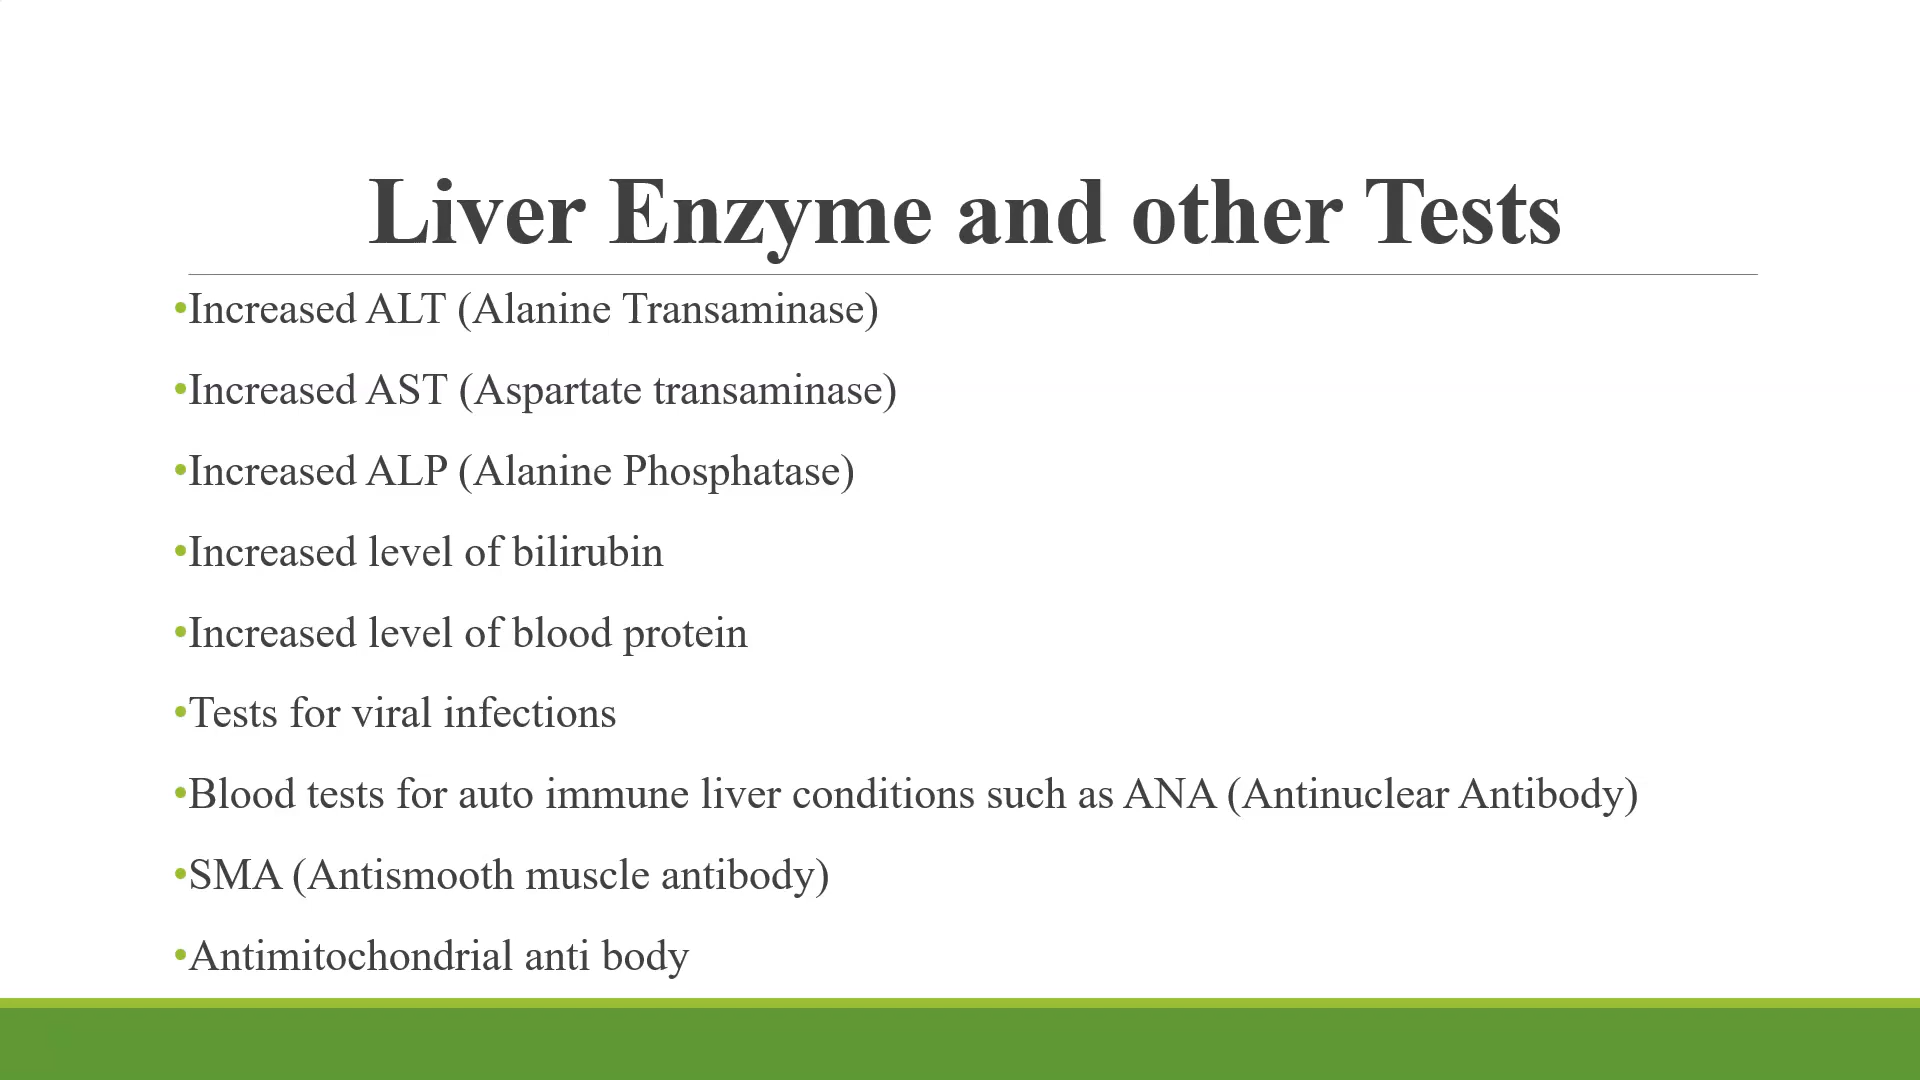 Liver Enzyme and other Tests
•Increased ALT (Alanine Transaminase)
•Increased AST (Aspartate transaminase)
•Increased ALP (Alanine Phosphatase)
•Increased level of bilirubin
•Increased level of blood protein
•Tests for viral infections
•Blood tests for auto immune liver conditions such as ANA (Antinuclear Antibody)
•SMA (Antismooth muscle antibody)
•Antimitochondrial anti body